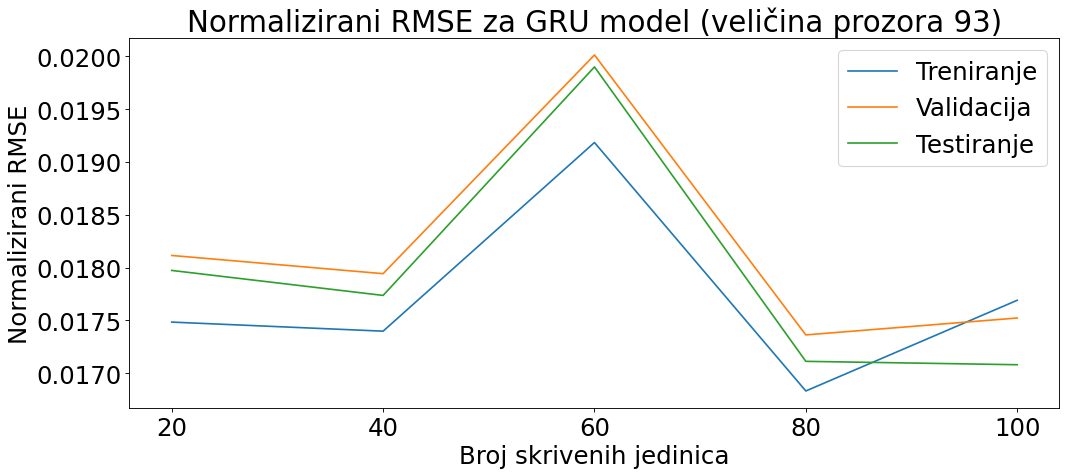 Normalizirani RMSE za GRU model (veličina prozora 93)
Normalizirani RMSE
0.0200
0.0195
0.0190
0.0185
0.0180
0.0175
0.0170
Treniranje
Validacija
Testiranje
20 40 60 80 100
Broj skrivenih jedinica